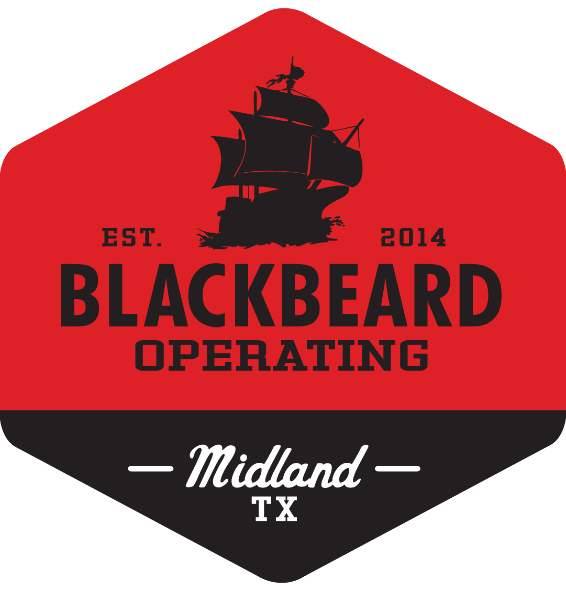 EST. 2014
BLACKBEARD
OPERATING
Midland
TX